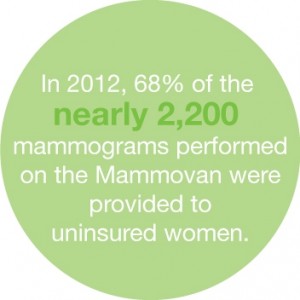 In 2012, 68% of the
nearly 2,200
mammograms performed
on the Mammovan were
provided to
uninsured women.